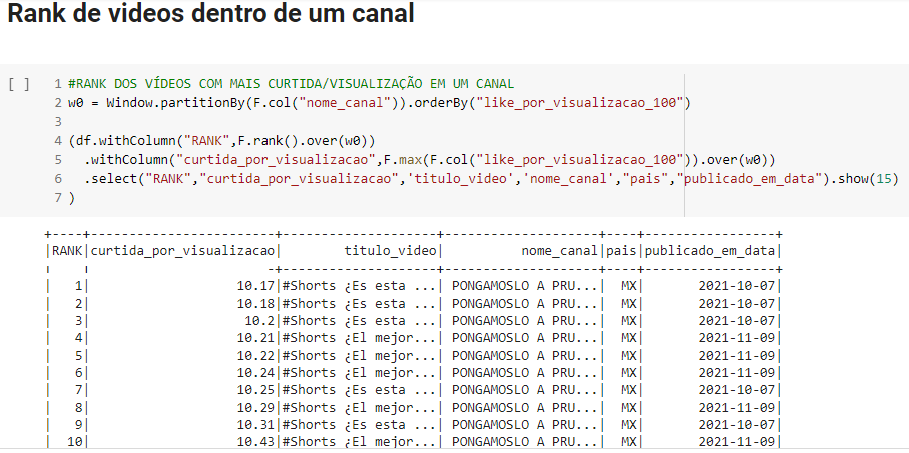 Rank de videos dentro de um canal
[ ] 1 #RANK DOS VÍDEOS COM MAIS CURTIDA/VISUALIZAÇÃO EM UM CANAL
2 w0 = Window.partitionBy(F.col("nome_canal")).orderBy("like_por_visualizacao_100")
3
4 (df.withColumn("RANK",F.rank().over(w0))
5 .withColumn("curtida_por_visualizacao",F.max(F.col("like_por_visualizacao_100")).over(w0))
6 .select("RANK","curtida_por_visualizacao",'titulo_video','nome_canal',"pais","publicado_em_data").show(15)
7 )
+----+------------------------+--------------------+--------------------+----+-----------------+
|RANK|curtida_por_visualizacao|        titulo_video|          nome_canal|pais|publicado_em_data|
-+--------------------+--------------------+----+-----------------+
|   1|                   10.17|#Shorts ¿Es esta ...| PONGAMOSLO A PRU...|  MX|       2021-10-07|
|   2|                   10.18|#Shorts ¿Es esta ...| PONGAMOSLO A PRU...|  MX|       2021-10-07|
|   3|                    10.2|#Shorts ¿Es esta ...| PONGAMOSLO A PRU...|  MX|       2021-10-07|
|   4|                   10.21|#Shorts ¿El mejor...| PONGAMOSLO A PRU...|  MX|       2021-11-09|
|   5|                   10.22|#Shorts ¿El mejor...| PONGAMOSLO A PRU...|  MX|       2021-11-09|
|   6|                   10.24|#Shorts ¿El mejor...| PONGAMOSLO A PRU...|  MX|       2021-11-09|
|   7|                   10.25|#Shorts ¿Es esta ...| PONGAMOSLO A PRU...|  MX|       2021-10-07|
|   8|                   10.29|#Shorts ¿El mejor...| PONGAMOSLO A PRU...|  MX|       2021-11-09|
|   9|                   10.31|#Shorts ¿Es esta ...| PONGAMOSLO A PRU...|  MX|       2021-10-07|
|  10|                   10.43|#Shorts ¿El mejor...| PONGAMOSLO A PRU...|  MX|       2021-11-09|